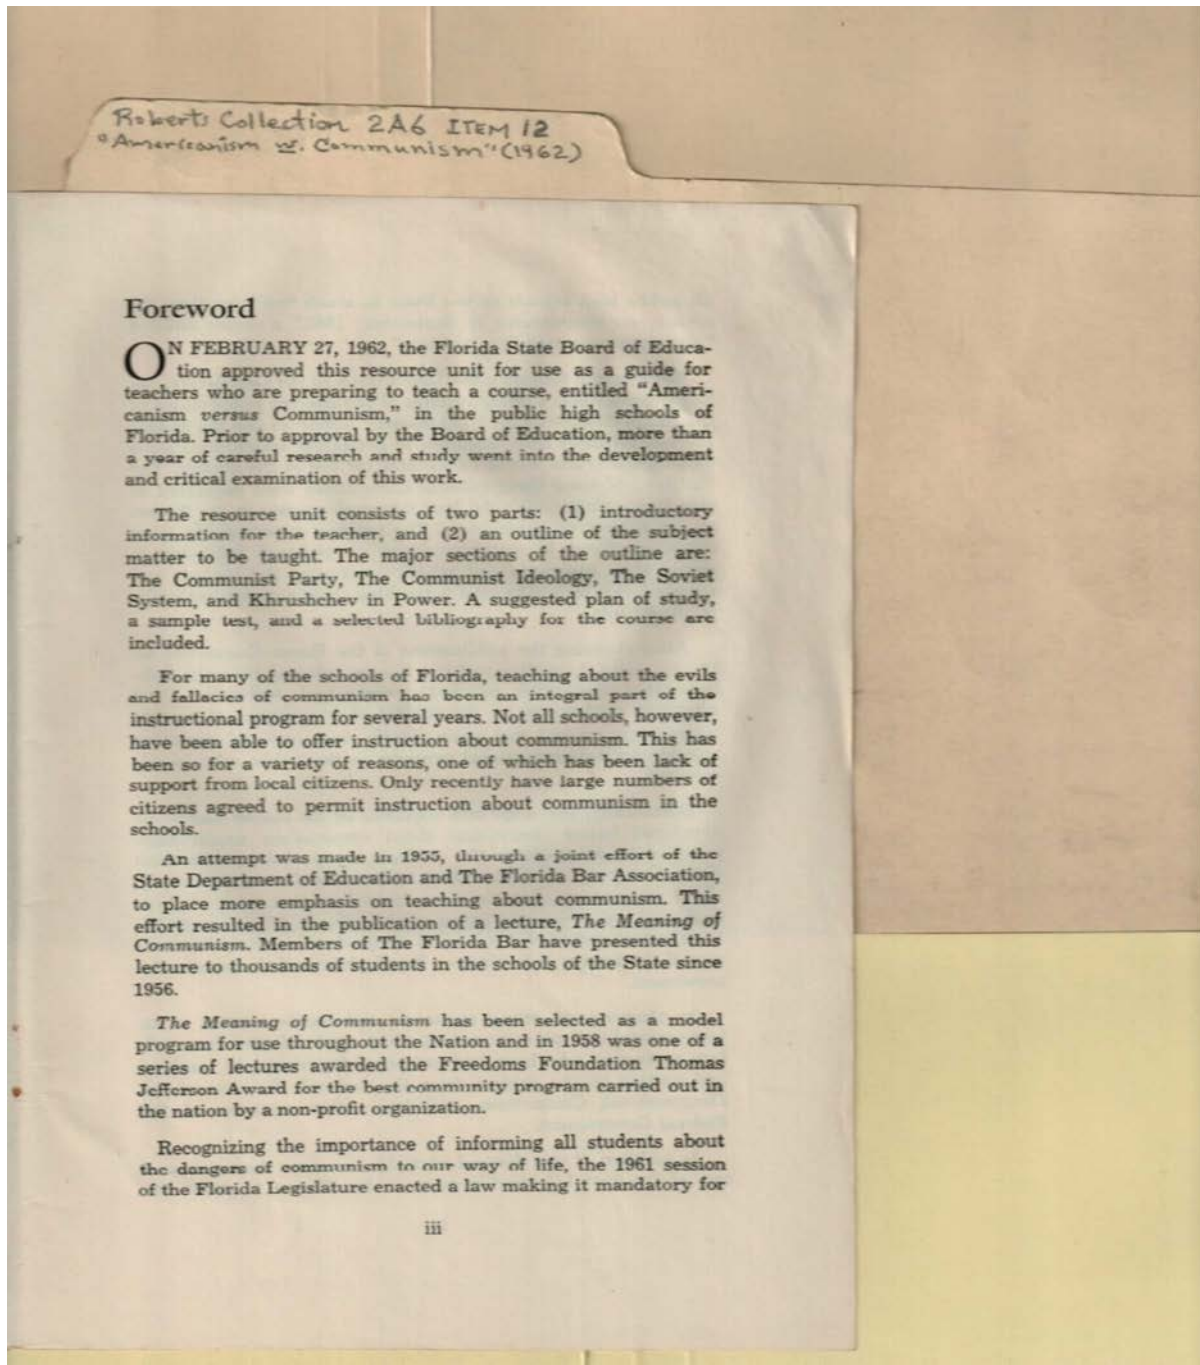 Roberts Collection 2A6 ITEM 12
"Americanism vs. Communism" (1962)
Foreword
ON FEBRUARY 27, 1962, the Florida State Board of Educa-
tion approved this resource unit for use as a guide for
teachers who are preparing to teach a course, entitled “Ameri-
canism versus Communism,” in the public high schools of
Florida. Prior to approval by the Board of Education, more than
a year of careful research and study went into the development
and critical examination of this work.
The resource unit consists of two parts: (1) introductory
information for the teacher, and (2) an outline of the subject
matter to be taught. The major sections of the outline are:
The Communist Party, The Communist Ideology, The Soviet
System, and Khrushchev in Power. A suggested plan of study,
a sample test, and a selected bibliography for the course are
included.
For many of the schools of Florida, teaching about the evils
and fallacies of communism has been an integral part of the
instructional program for several years. Not all schools, however,
have been able to offer instruction about communism. This has
been so for a variety of reasons, one of which has been lack of
support from local citizens. Only recently have large numbers of
citizens agreed to permit instruction about communism in the
schools.
An attempt was made in 1955, through a joint effort of the
State Department of Education and The Florida Bar Association,
to place more emphasis on teaching about communism. This
effort resulted in the publication of a lecture, The Meaning of
Communism. Members of The Florida Bar have presented this
lecture to thousands of students in the schools of the State since
1956.
The Meaning of Communism has been selected as a model
program for use throughout the Nation and in 1958 was one of a
series of lectures awarded the Freedoms Foundation Thomas
Jefferson Award for the best community program carried out in
the nation by a non-profit organization.
Recognizing the importance of informing all students about
the dangers of communism to our way of life, the 1961 session
of the Florida Legislature enacted a law making it mandatory for
iii